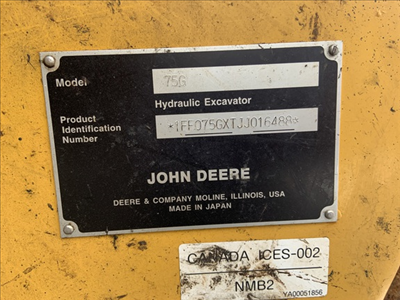 Model 75G
Hydraulic Excavator
Product
Identification
Number
*1FF075GXTJJ016488*
JOHN DEERE
DEERE & COMPANY MOLINE, ILLINOIS, USA
MADE IN JAPAN
CANADA ICES-002
NMB2
YA00051856